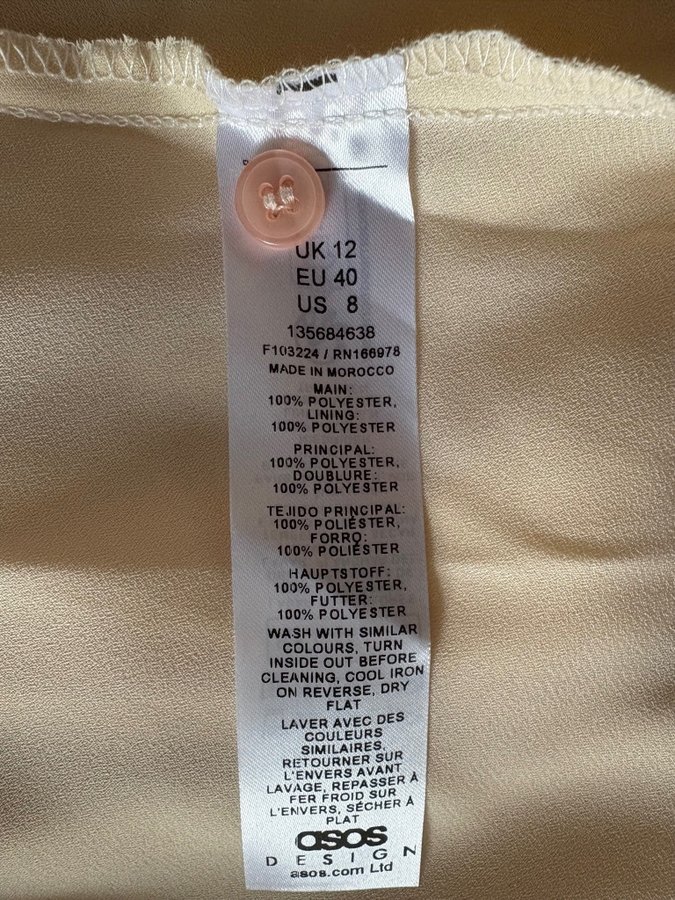 UK 12
EU 40
US 8
135684638
F103224 / RN166978
MADE IN MOROCCO
MAIN:
100% POLYESTER,
LINING:
100% POLYESTER
PRINCIPAL:
100% POLYESTER,
DOUBLURE:
100% POLYESTER
TEJIDO PRINCIPAL:
100% POLIÉSTER,
FORRO:
100% POLIÉSTER
HAUPTSTOFF:
100% POLYESTER,
FUTTER:
100% POLYESTER
WASH WITH SIMILAR
COLOURS, TURN
INSIDE OUT BEFORE
CLEANING, COOL IRON
ON REVERSE, DRY
FLAT
LAVER AVEC DES
COULEURS
SIMILAIRES,
RETOURNER SUR
L'ENVERS AVANT
LAVAGE, REPASSER À
FER FROID SUR
L'ENVERS, SÉCHER À
PLAT
asos
DESIGN
asos.com Ltd